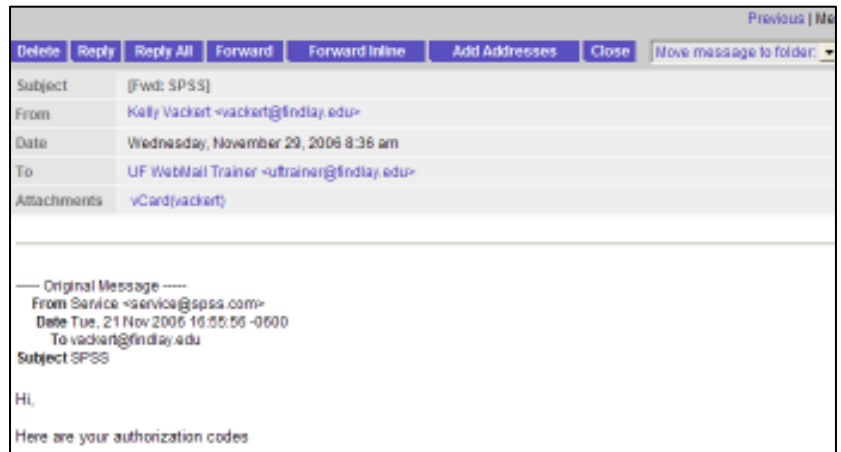 Previous | Me
Delete Reply Reply All Forward Forward Inline Add Addresses Close Move message to folder:
Subject [Fwd: SPSS]
From Kelly Vackert <vackert@findlay.edu>
Date Wednesday, November 29, 2006 8:36 am
To UF WebMail Trainer <uftrainer@findlay.edu>
Attachments vCard(vackert)
----- Original Message -----
From Service <service@spss.com>
Date Tue, 21 Nov 2006 16:55:56 -0600
To vackert@findlay.edu
Subject SPSS
Hi,
Here are your authorization codes